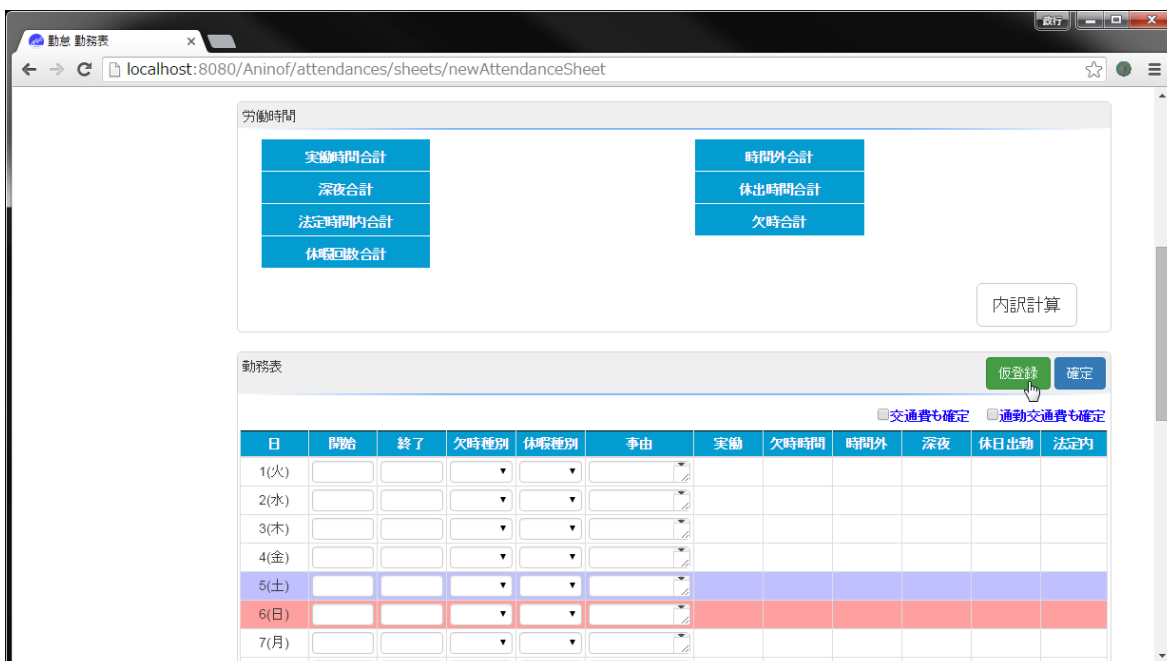 政行
勤怠 勤務表
localhost:8080/Aninof/attendances/sheets/newAttendanceSheet
労働時間
実働時間合計 時間外合計
深夜合計 休出時間合計
法定時間内合計 欠時合計
休暇回数合計
内訳計算
勤務表 仮登録 確定
交通費も確定 通勤交通費も確定
日 開始 終了 欠時種別 休暇種別 事由 実働 欠時時間 時間外 深夜 休日出勤 法定内
1(火)
2(水)
3(木)
4(金)
5(土)
6(日)
7(月)